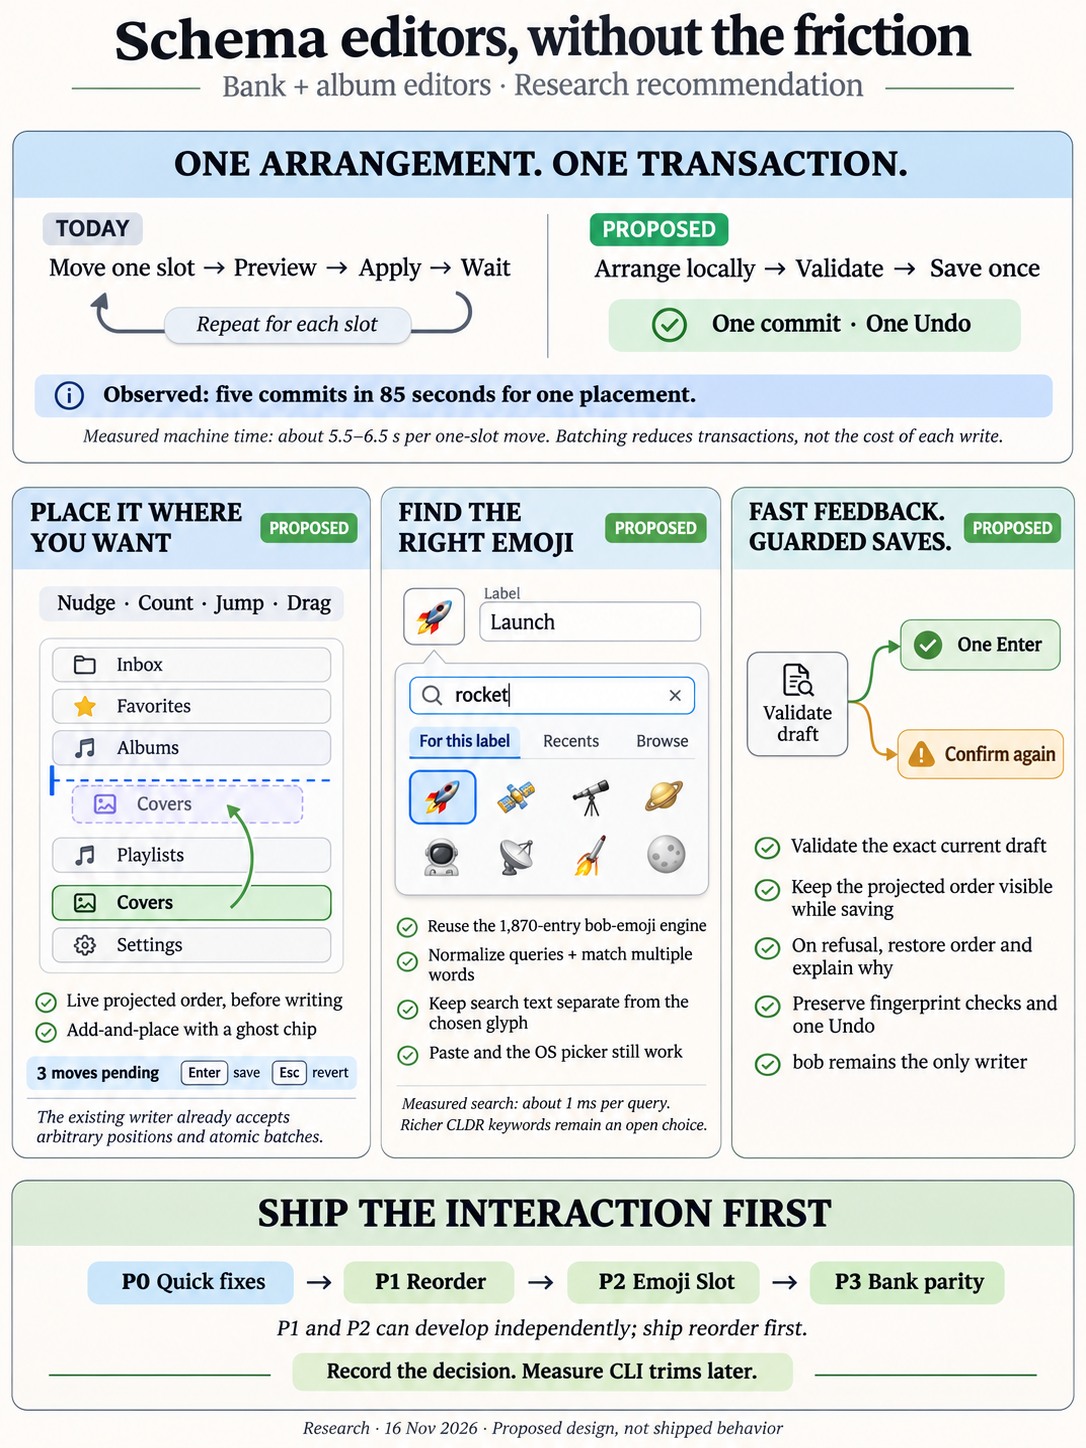 Schema editors, without the friction
Bank + album editors · Research recommendation
ONE ARRANGEMENT. ONE TRANSACTION.
TODAY
Move one slot → Preview → Apply → Wait
Repeat for each slot
PROPOSED
Arrange locally → Validate → Save once
One commit · One Undo
Observed: five commits in 85 seconds for one placement.
Measured machine time: about 5.5–6.5 s per one-slot move. Batching reduces transactions, not the cost of each write.
PLACE IT WHERE
YOU WANT
PROPOSED
Nudge · Count · Jump · Drag
Inbox
Favorites
Albums
Covers
Playlists
Covers
Settings
Live projected order, before writing
Add-and-place with a ghost chip
3 moves pending Enter save Esc revert
The existing writer already accepts
arbitrary positions and atomic batches.
FIND THE
RIGHT EMOJI
PROPOSED
Label
Launch
rocket
For this label Recents Browse
Reuse the 1,870-entry bob-emoji engine
Normalize queries + match multiple
words
Keep search text separate from the
chosen glyph
Paste and the OS picker still work
Measured search: about 1 ms per query.
Richer CLDR keywords remain an open choice.
FAST FEEDBACK.
GUARDED SAVES.
PROPOSED
Validate
draft
One Enter
Confirm again
Validate the exact current draft
Keep the projected order visible
while saving
On refusal, restore order and
explain why
Preserve fingerprint checks and
one Undo
bob remains the only writer
SHIP THE INTERACTION FIRST
P0 Quick fixes → P1 Reorder → P2 Emoji Slot → P3 Bank parity
P1 and P2 can develop independently; ship reorder first.
Record the decision. Measure CLI trims later.
Research · 16 Nov 2026 · Proposed design, not shipped behavior